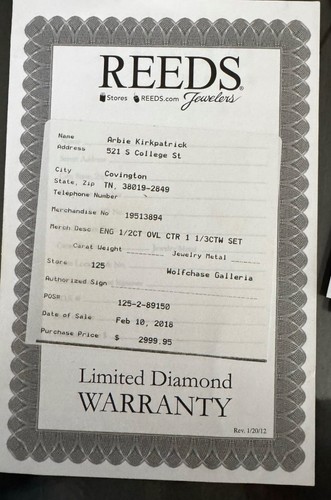 REEDS
Stores REEDS.com Jewelers
Name Arbie Kirkpatrick
Address 521 S College St
City Covington
State, Zip TN, 38019-2849
Telephone Number
Merchandise No 19513894
Merch Desc ENG 1/2CT OVL CTR 1 1/3CTW SET
Carat Weight Jewelry Metal
Store 125 Wolfchase Galleria
Authorized Sign
POS# 125-2-89150
Date of Sale Feb 10, 2018
Purchase Price $ 2999.95
Limited Diamond
WARRANTY
Rev. 1/20/12